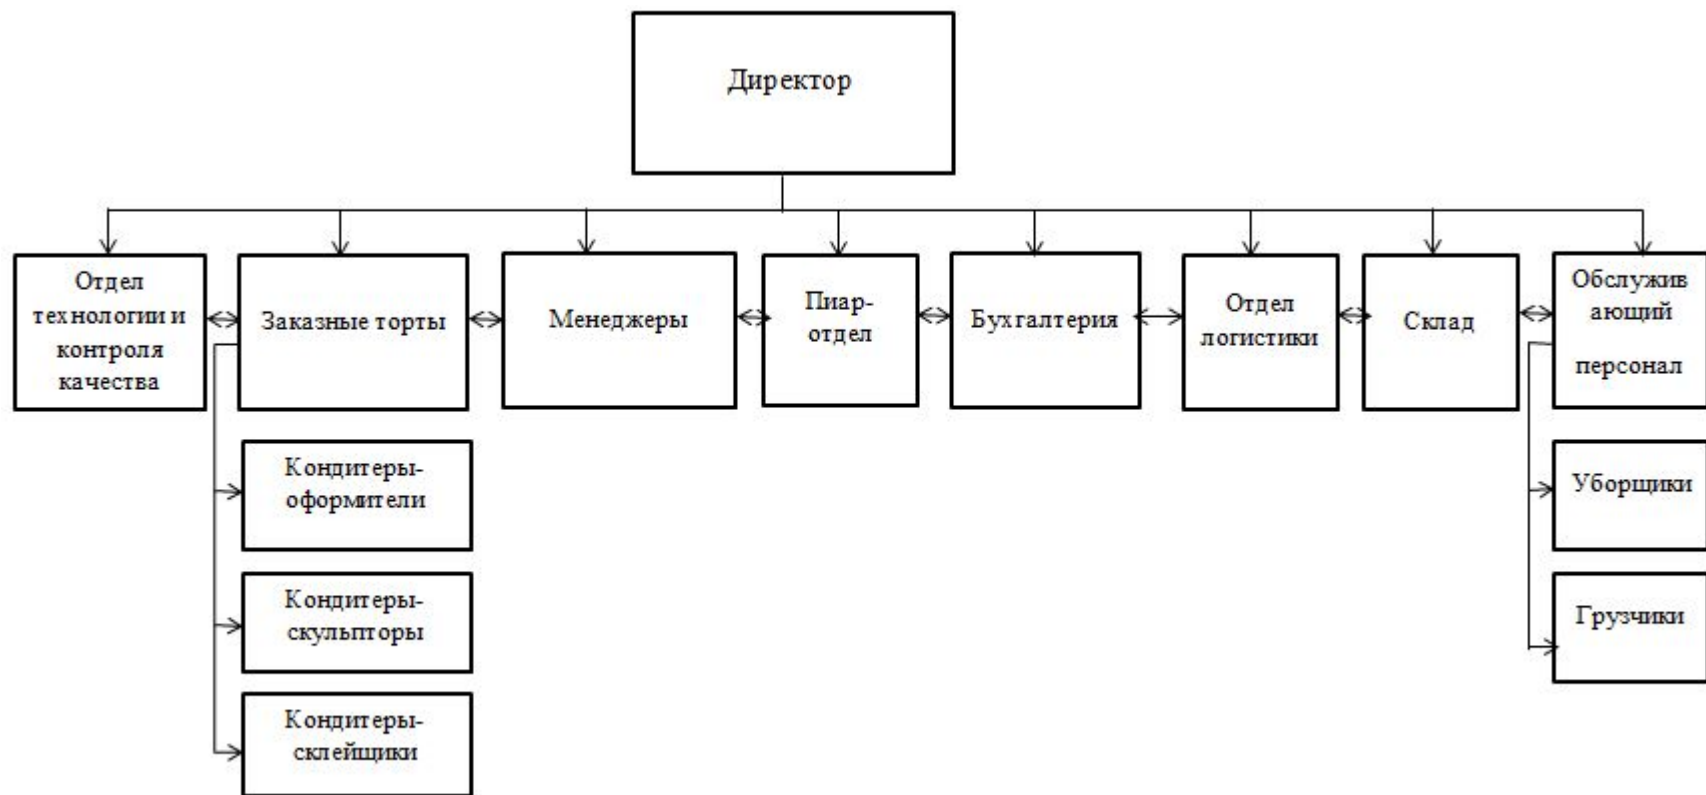 Директор
Отдел
технологии и
контроля
качества
Заказные торты
Менеджеры
Пиар-
отдел
Бухгалтерия
Отдел
логистики
Склад
Обслужив
ающий
персонал
Кондитеры-
оформители
Кондитеры-
скульпторы
Кондитеры-
склейщики
Уборщики
Грузчики